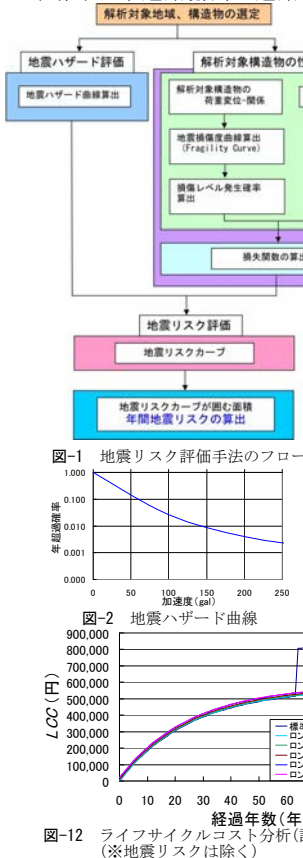 解析対象地域、構造物の選定
地震ハザード評価
解析対象構造物の性
地震ハザード曲線算出
解析対象構造物の
荷重変位-関係
地震損傷度曲線算出
(Fragility Curve)
損傷レベル発生確率
算出
損失関数の算出
地震リスク評価
地震リスクカーブ
地震リスクカーブが囲む面積
年間地震リスクの算出
図-1 地震リスク評価手法のフロー
1.000
0.100
0.010
0.001
0.000
年超過確率
0 50 100 150 200 250
加速度(gal)
図-2 地震ハザード曲線
900,000
800,000
700,000
600,000
500,000
400,000
300,000
200,000
100,000
0
LCC(円)
標準
ロン
ロン
ロン
ロン
0 10 20 30 40 50 60
経過年数(年
図-12 ライフサイクルコスト分析(
(※地震リスクは除く)